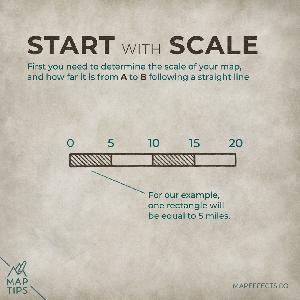 START WITH SCALE
First you need to determine the scale of your map,
and how far it is from A to B following a straight line
0 5 10 15 20
For our example,
one rectangle will
be equal to 5 miles.
MAP
TIPS
MAPEFFECTS.CO